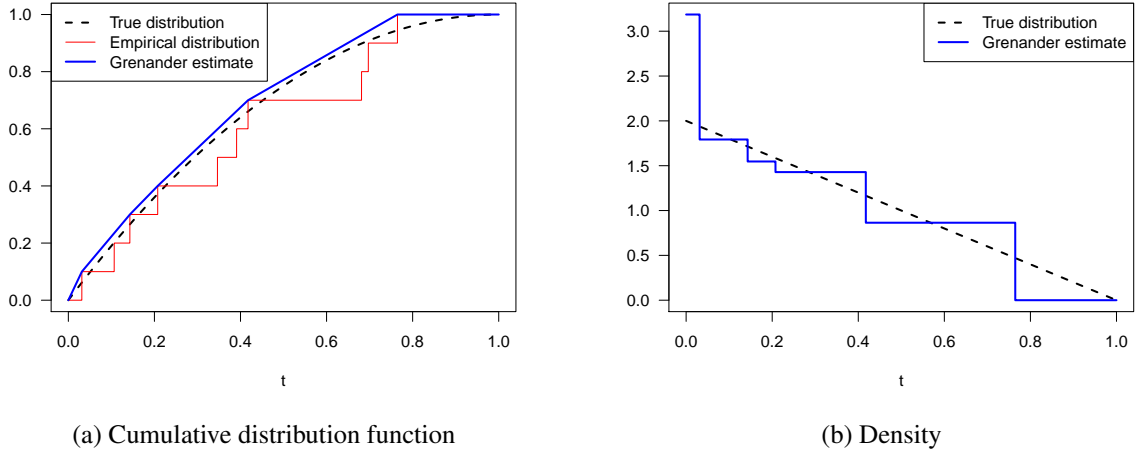 True distribution
Empirical distribution
Grenander estimate
1.0
0.8
0.6
0.4
0.2
0.0
0.0 0.2 0.4 0.6 0.8 1.0
t
(a) Cumulative distribution function
True distribution
Grenander estimate
3.0
2.5
2.0
1.5
1.0
0.5
0.0
0.0 0.2 0.4 0.6 0.8 1.0
t
(b) Density